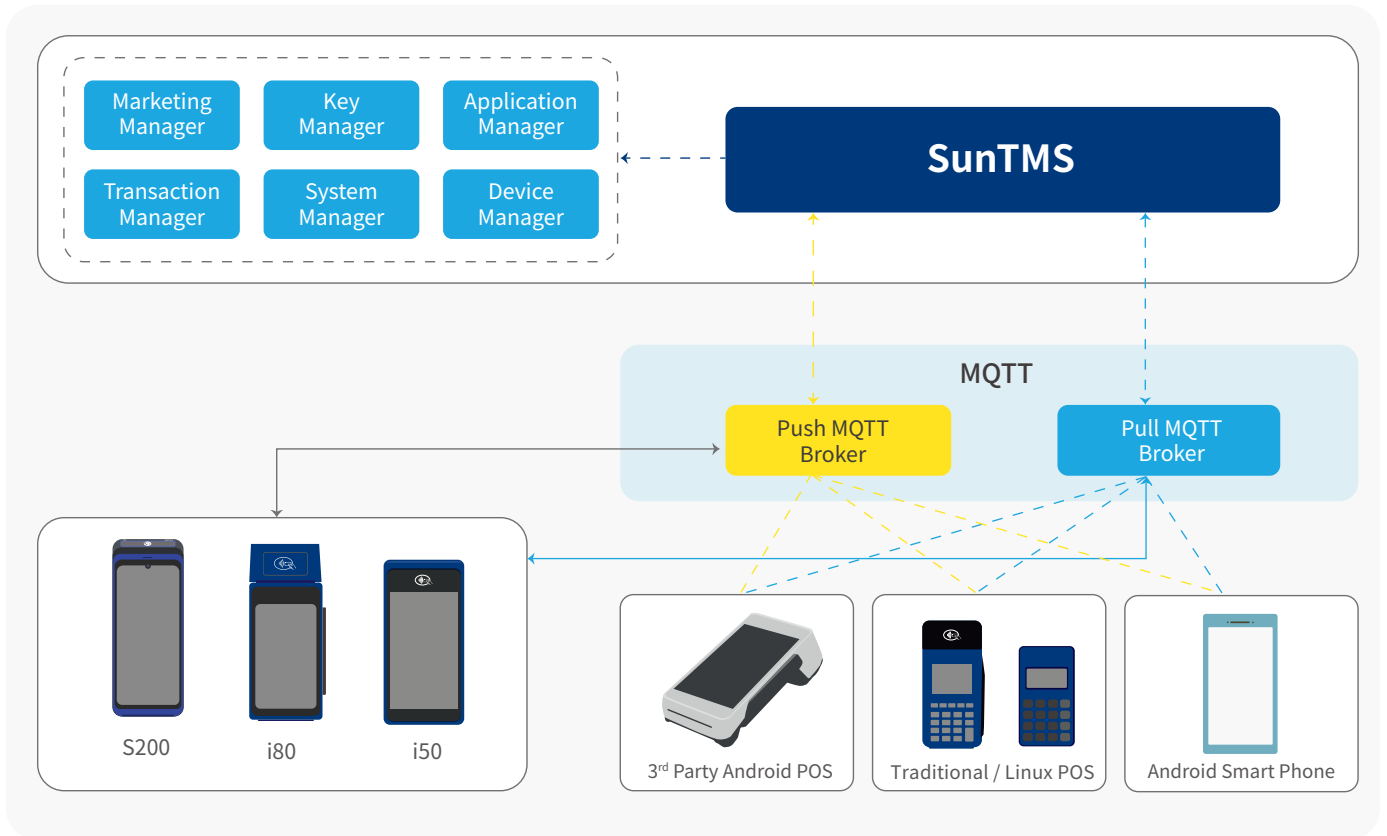 Marketing
Manager
Key
Manager
Application
Manager
Transaction
Manager
System
Manager
Device
Manager
SunTMS
MQTT
Push MQTT
Broker
Pull MQTT
Broker
S200
i80
i50
3rd Party Android POS
Traditional / Linux POS
Android Smart Phone